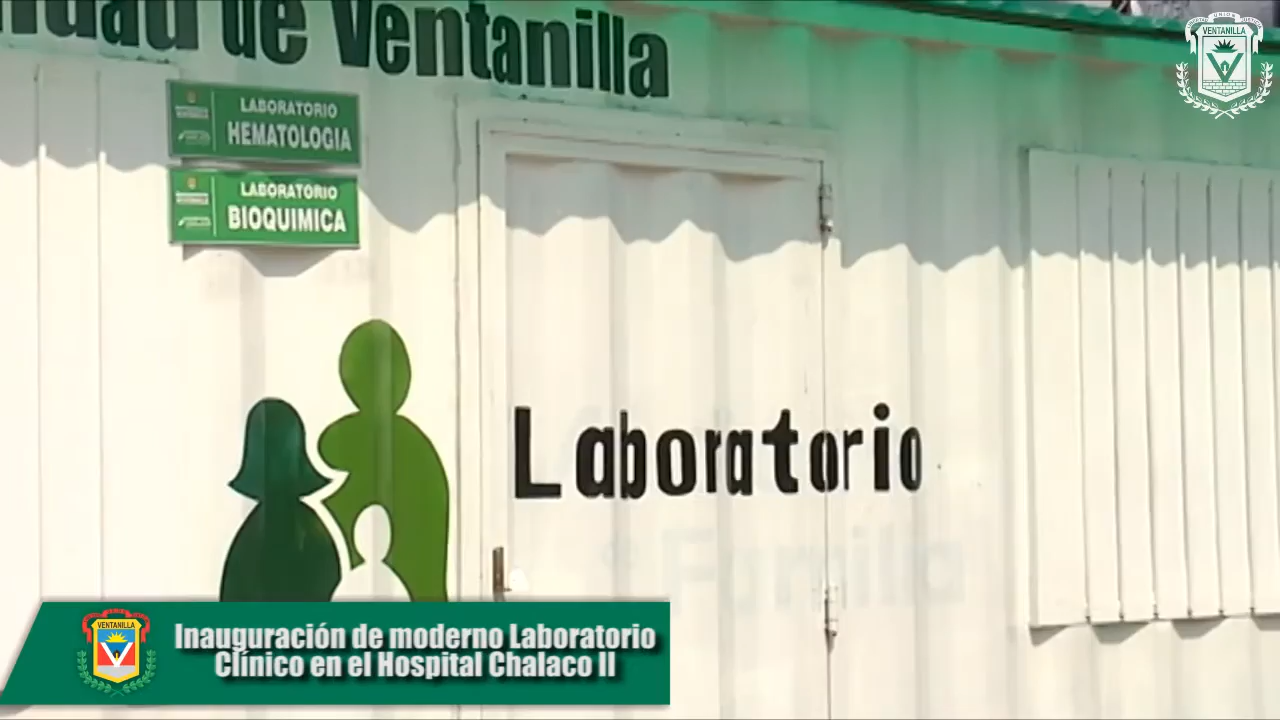 de Ventanilla
VENTANILLA
LABORATORIO
HEMATOLOGIA
LABORATORIO
BIOQUIMICA
Laboratorio
VENTANILLA
Inauguración de moderno Laboratorio
Clínico en el Hospital Chalaco II